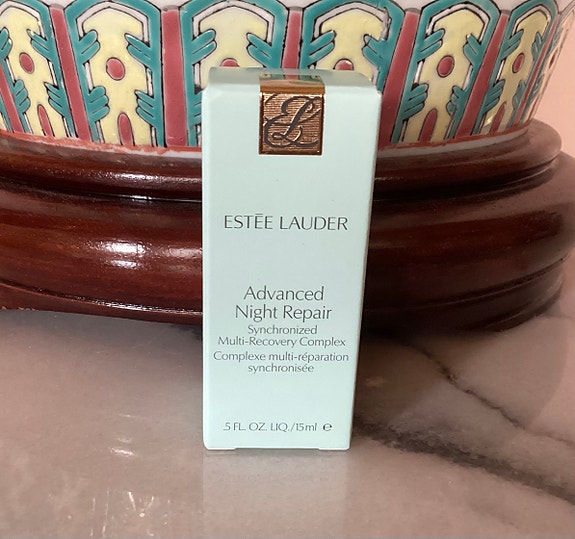 EL
ESTĒE LAUDER
Advanced
Night Repair
Synchronized
Multi-Recovery Complex
Complexe multi-réparation
synchronisée
.5 FL. OZ. LIQ./15ml ℮